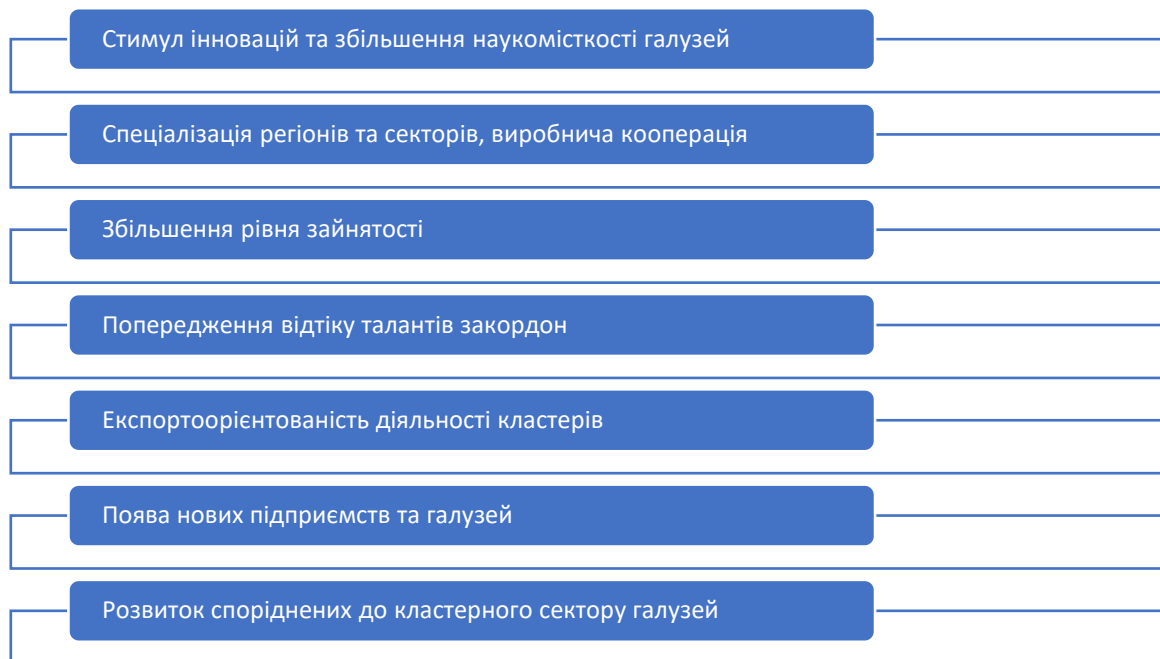 Стимул інновацій та збільшення наукомісткості галузей
Спеціалізація регіонів та секторів, виробнича кооперація
Збільшення рівня зайнятості
Попередження відтіку талантів закордон
Експортоорієнтованість діяльності кластерів
Поява нових підприємств та галузей
Розвиток споріднених до кластерного сектору галузей